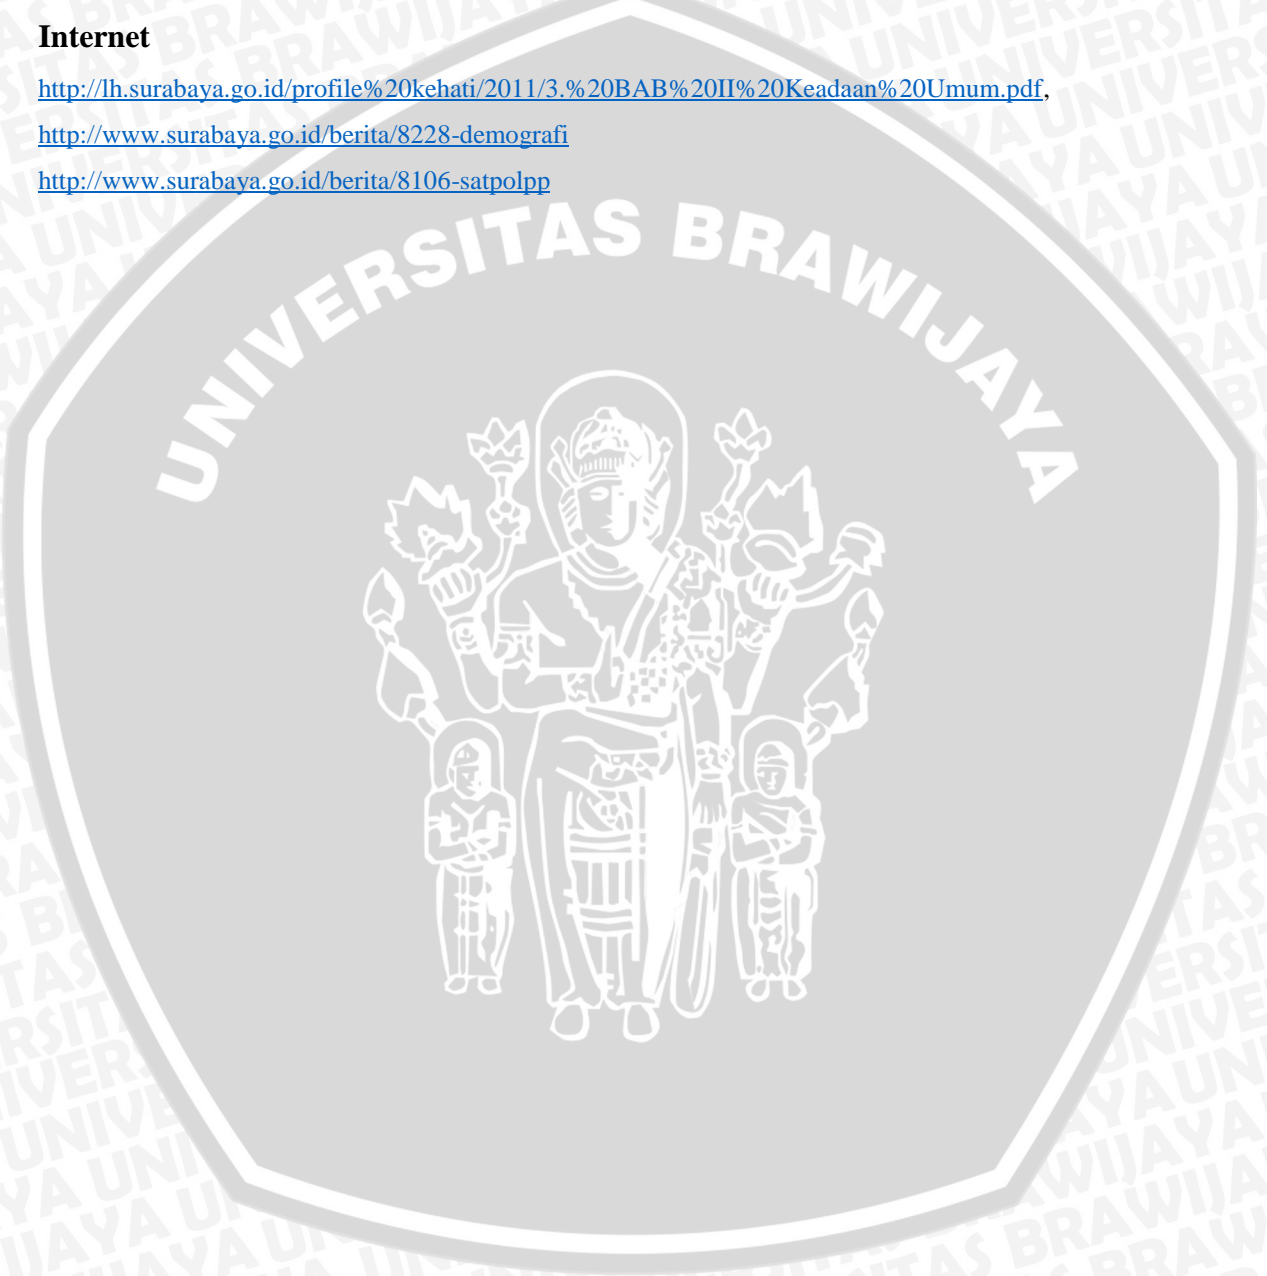 Internet
http://lh.surabaya.go.id/profile%20kehati/2011/3.%20BAB%20II%20Keadaan%20Umum.pdf,
http://www.surabaya.go.id/berita/8228-demografi
http://www.surabaya.go.id/berita/8106-satpolpp
UNIVERSITAS BRAWIJAYA